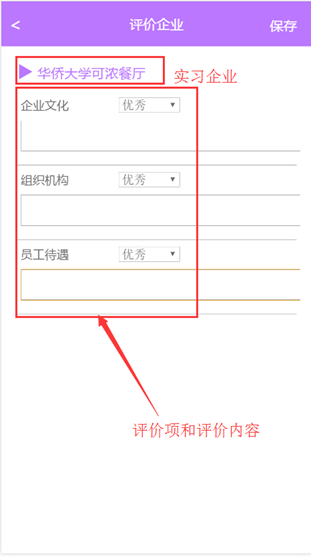 < 评价企业 保存
华侨大学可浓餐厅 实习企业
企业文化 优秀
组织机构 优秀
员工待遇 优秀
评价项和评价内容